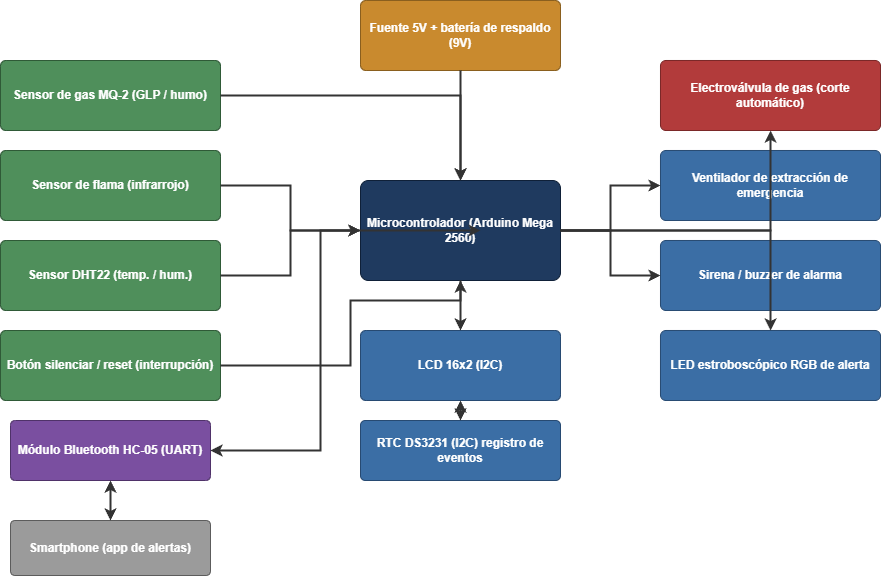 Fuente 5V + batería de respaldo
(9V)
Sensor de gas MQ-2 (GLP / humo)
Electroválvula de gas (corte
automático)
Sensor de flama (infrarrojo)
Ventilador de extracción de
emergencia
Microcontrolador (Arduino Mega
2560)
Sensor DHT22 (temp. / hum.)
Sirena / buzzer de alarma
Botón silenciar / reset (interrupción)
LCD 16x2 (I2C)
LED estroboscópico RGB de alerta
Módulo Bluetooth HC-05 (UART)
RTC DS3231 (I2C) registro de
eventos
Smartphone (app de alertas)